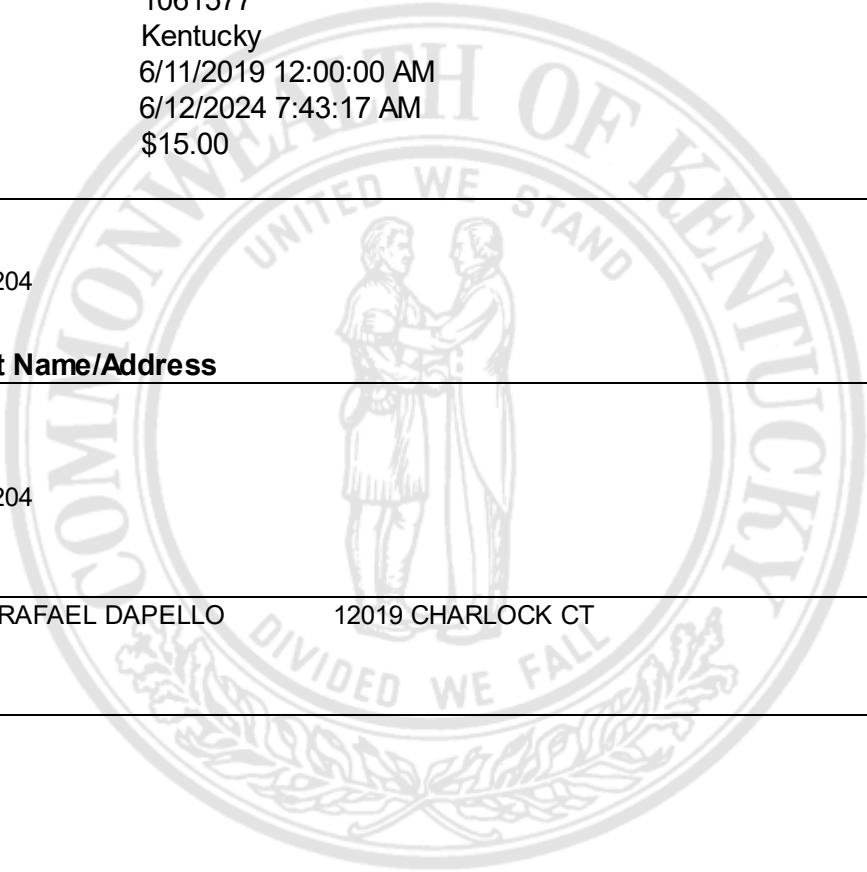 1061577
Kentucky
6/11/2019 12:00:00 AM
6/12/2024 7:43:17 AM
$15.00
204
t Name/Address
204
RAFAEL DAPELLO 12019 CHARLOCK CT
COMMONWEALTH OF KENTUCKY
UNITED WE STAND
DIVIDED WE FALL